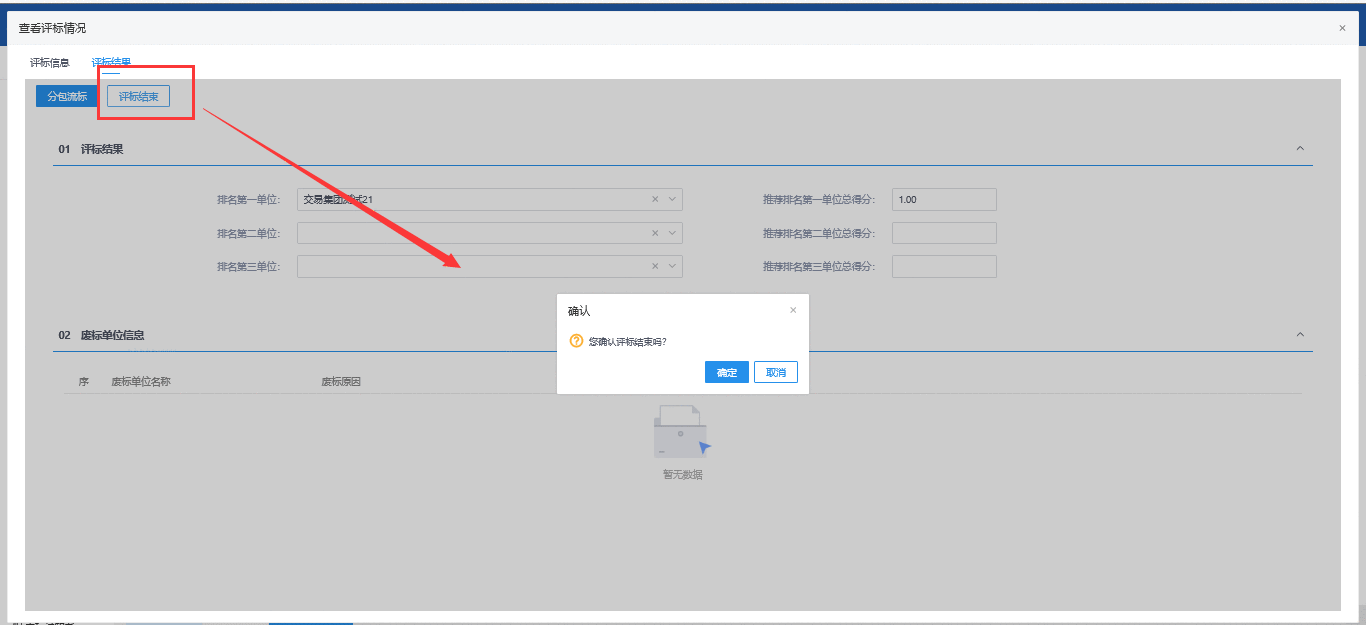 查看评标情况
评标信息 评标结果
分包流标 评标结束
01 评标结果
排名第一单位: 交易集团测试21 推荐排名第一单位总得分: 1.00
排名第二单位: 推荐排名第二单位总得分:
排名第三单位: 推荐排名第三单位总得分:
确认
您确认评标结束吗?
确定 取消
02 废标单位信息
序 废标单位名称 废标原因
暂无数据